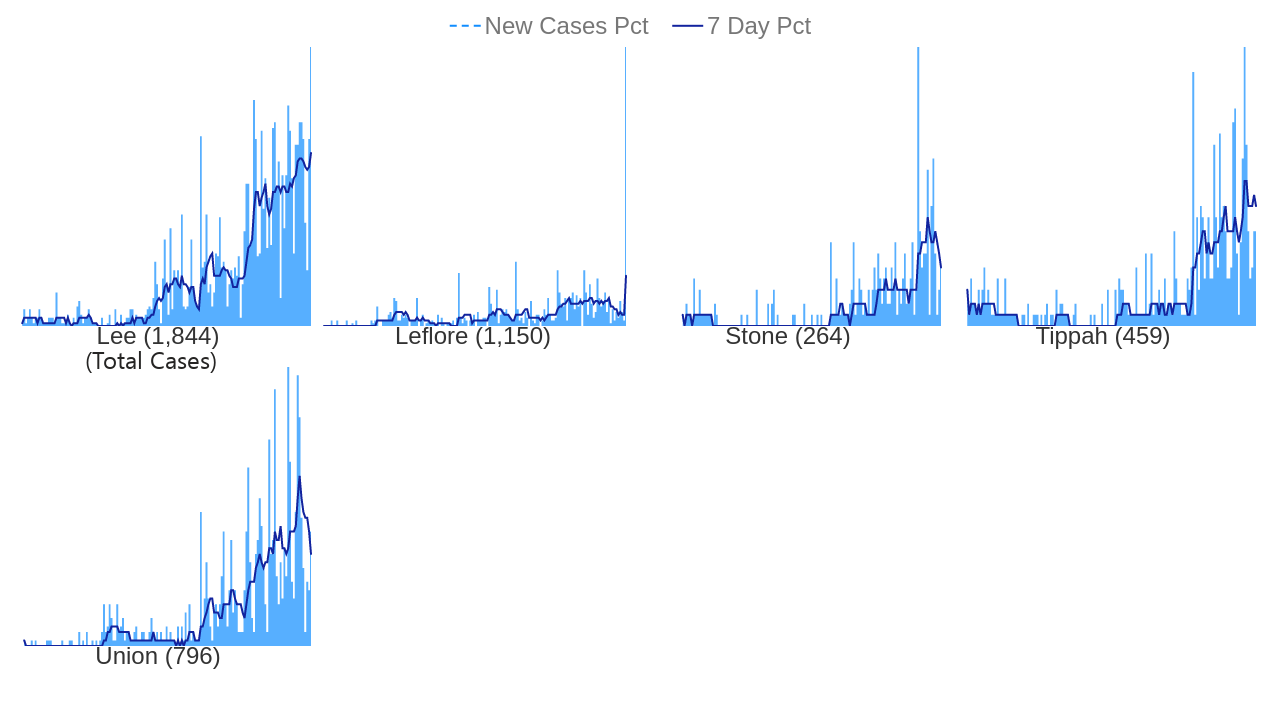 New Cases Pct 7 Day Pct
Lee (1,844)
(Total Cases)
Leflore (1,150)
Stone (264)
Tippah (459)
Union (796)